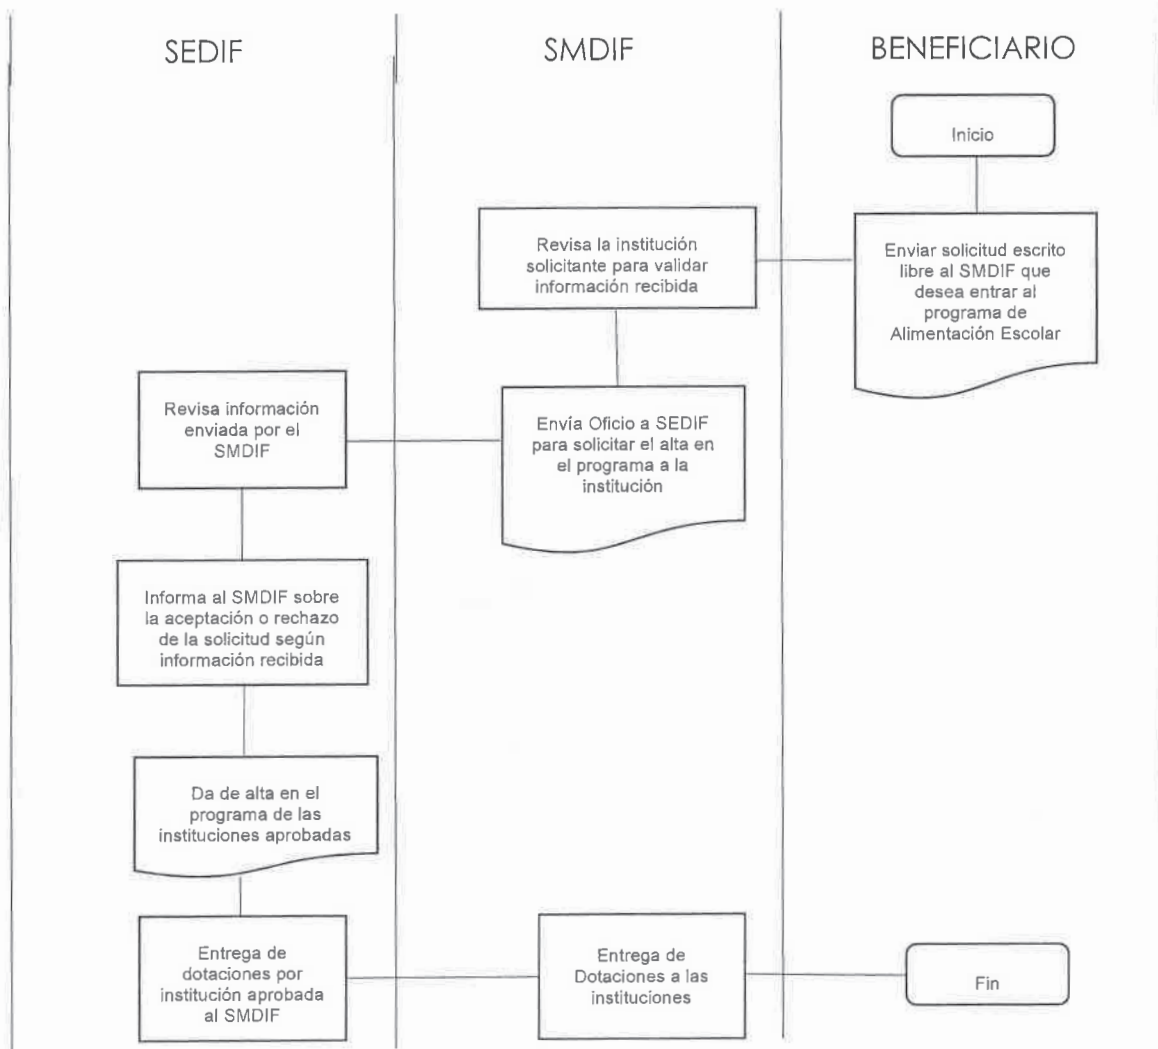 SEDIF
SMDIF
BENEFICIARIO
Inicio
Enviar solicitud escrito
libre al SMDIF que
desea entrar al
programa de
Alimentación Escolar
Revisa la institución
solicitante para validar
información recibida
Envía Oficio a SEDIF
para solicitar el alta en
el programa a la
institución
Revisa información
enviada por el
SMDIF
Informa al SMDIF sobre
la aceptación o rechazo
de la solicitud según
información recibida
Da de alta en el
programa de las
instituciones aprobadas
Entrega de
dotaciones por
institución aprobada
al SMDIF
Entrega de
Dotaciones a las
instituciones
Fin